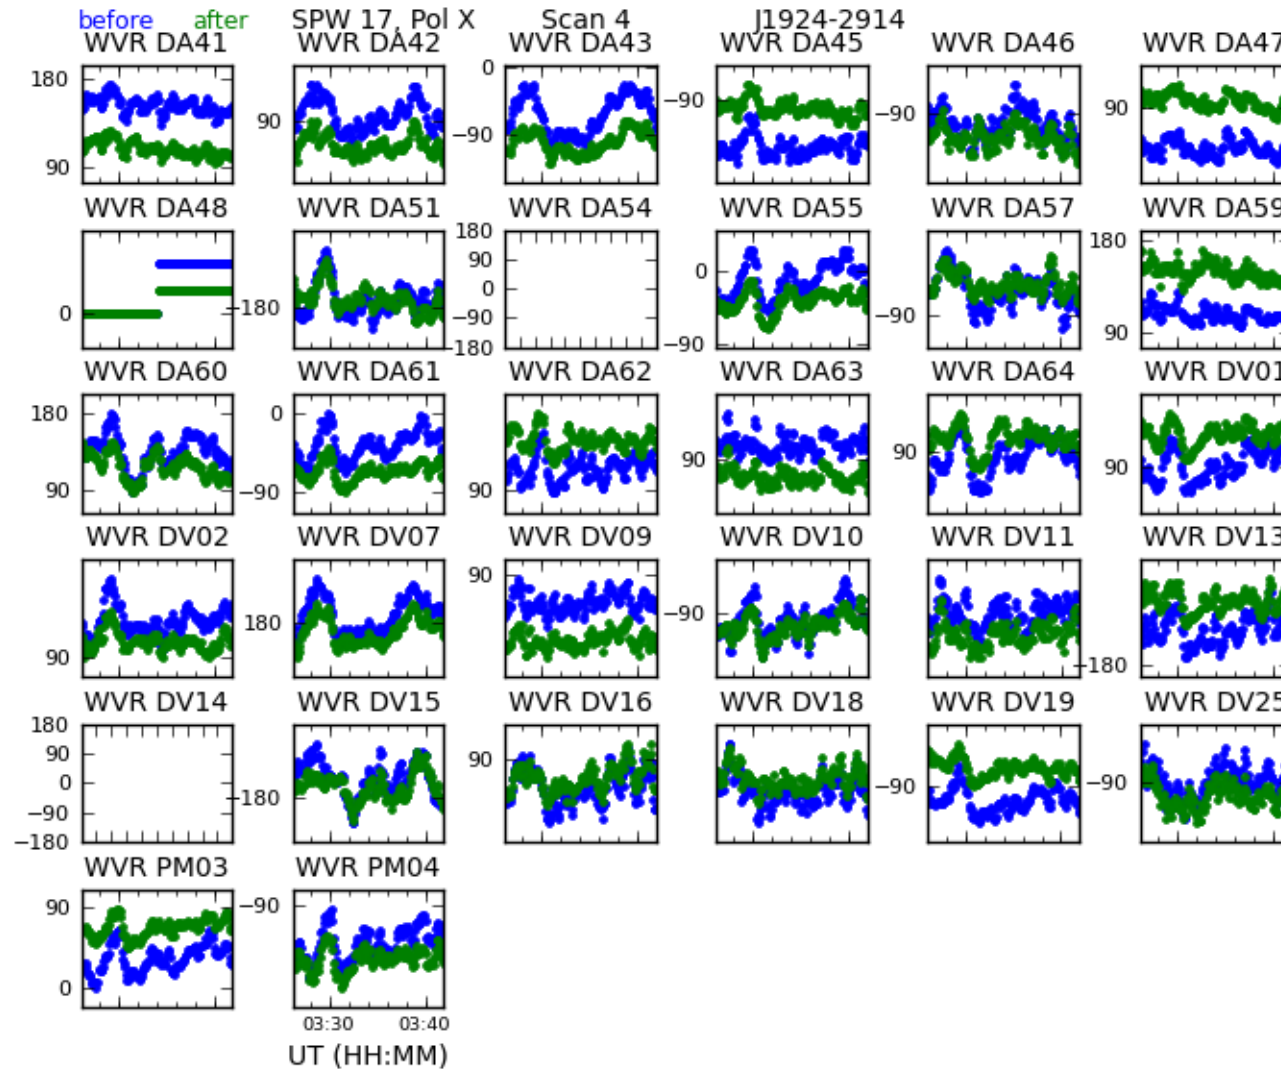 before after SPW 17, Pol X Scan 4 J1924-2914
WVR DA41 WVR DA42 WVR DA43 WVR DA45 WVR DA46 WVR DA47
180 90
90
0 −90
−90
−90
90
WVR DA48 WVR DA51 WVR DA54 WVR DA55 WVR DA57 WVR DA59
0
−180
180 90 0 −90 −180
0 −90
−90
180 90
WVR DA60 WVR DA61 WVR DA62 WVR DA63 WVR DA64 WVR DV01
180 90
0 −90
90
90
90
90
WVR DV02 WVR DV07 WVR DV09 WVR DV10 WVR DV11 WVR DV13
90
180
90
−90
−180
WVR DV14 WVR DV15 WVR DV16 WVR DV18 WVR DV19 WVR DV25
180 90 0 −90 −180
−180
90
−90
−90
WVR PM03 WVR PM04
90 0
−90
03:30 03:40
UT (HH:MM)